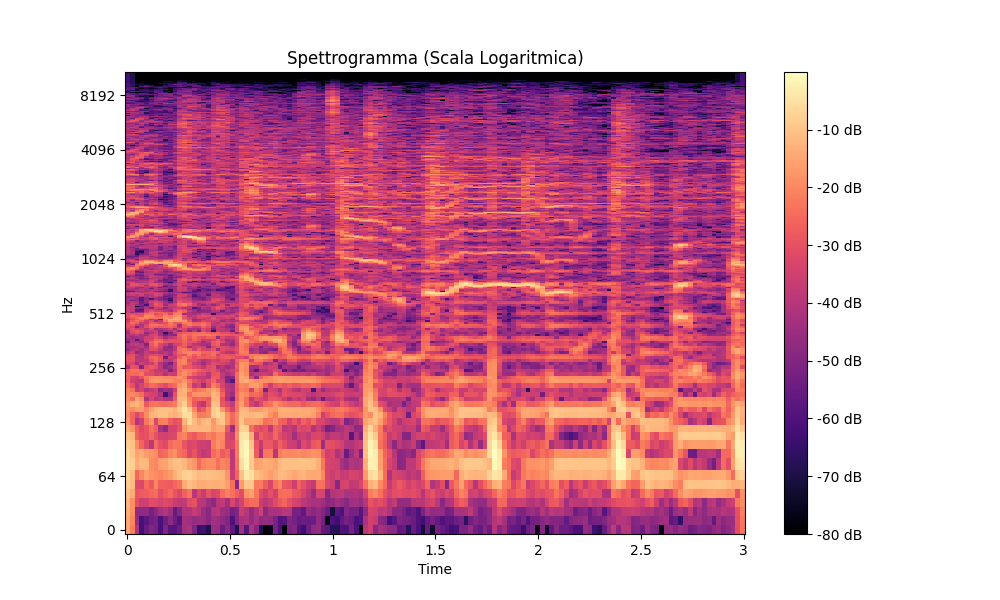 Spettrogramma (Scala Logaritmica)
8192
4096
2048
1024
512
256
128
64
0
Hz
0
0.5
1
1.5
2
2.5
3
Time
-10 dB
-20 dB
-30 dB
-40 dB
-50 dB
-60 dB
-70 dB
-80 dB